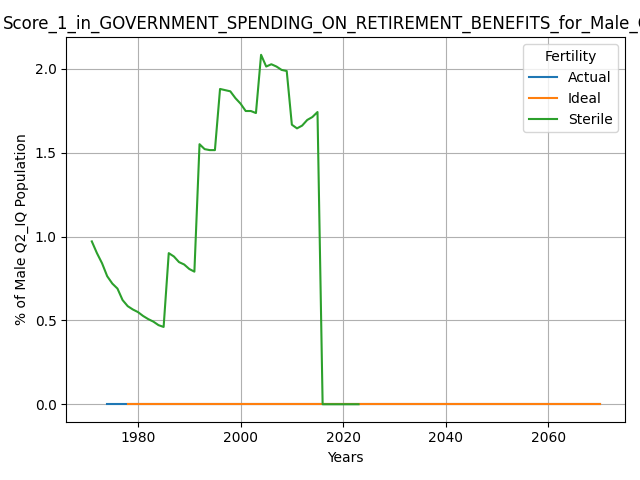 Score_1_in_GOVERNMENT_SPENDING_ON_RETIREMENT_BENEFITS_for_Male_
Fertility
Actual
Ideal
Sterile
% of Male Q2_IQ Population
2.0
1.5
1.0
0.5
0.0
1980 2000 2020 2040 2060
Years